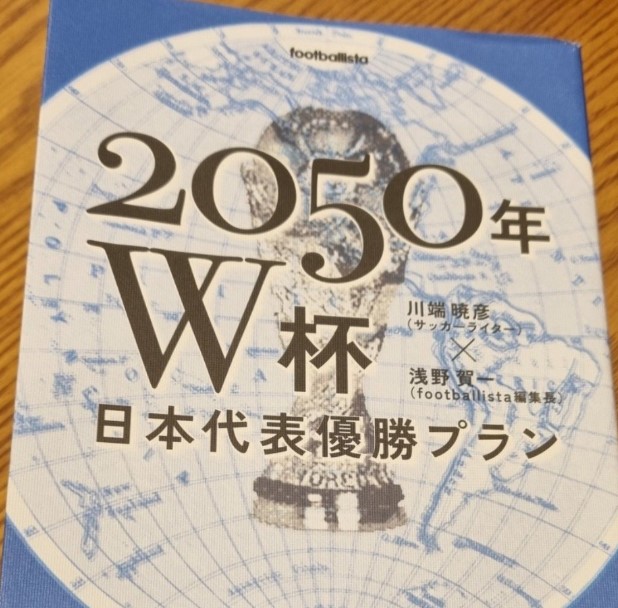 footballista
2050年
W杯
川端 暁彦
(サッカーライター)
×
浅野 賀一
(footballista編集長)
日本代表優勝プラン